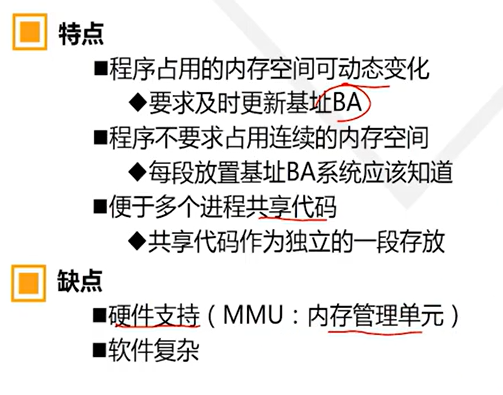 特点
■程序占用的内存空间可动态变化
◆要求及时更新基址BA
■程序不要求占用连续的内存空间
◆每段放置基址BA系统应该知道
■便于多个进程共享代码
◆共享代码作为独立的一段存放
缺点
■硬件支持（MMU：内存管理单元）
■软件复杂